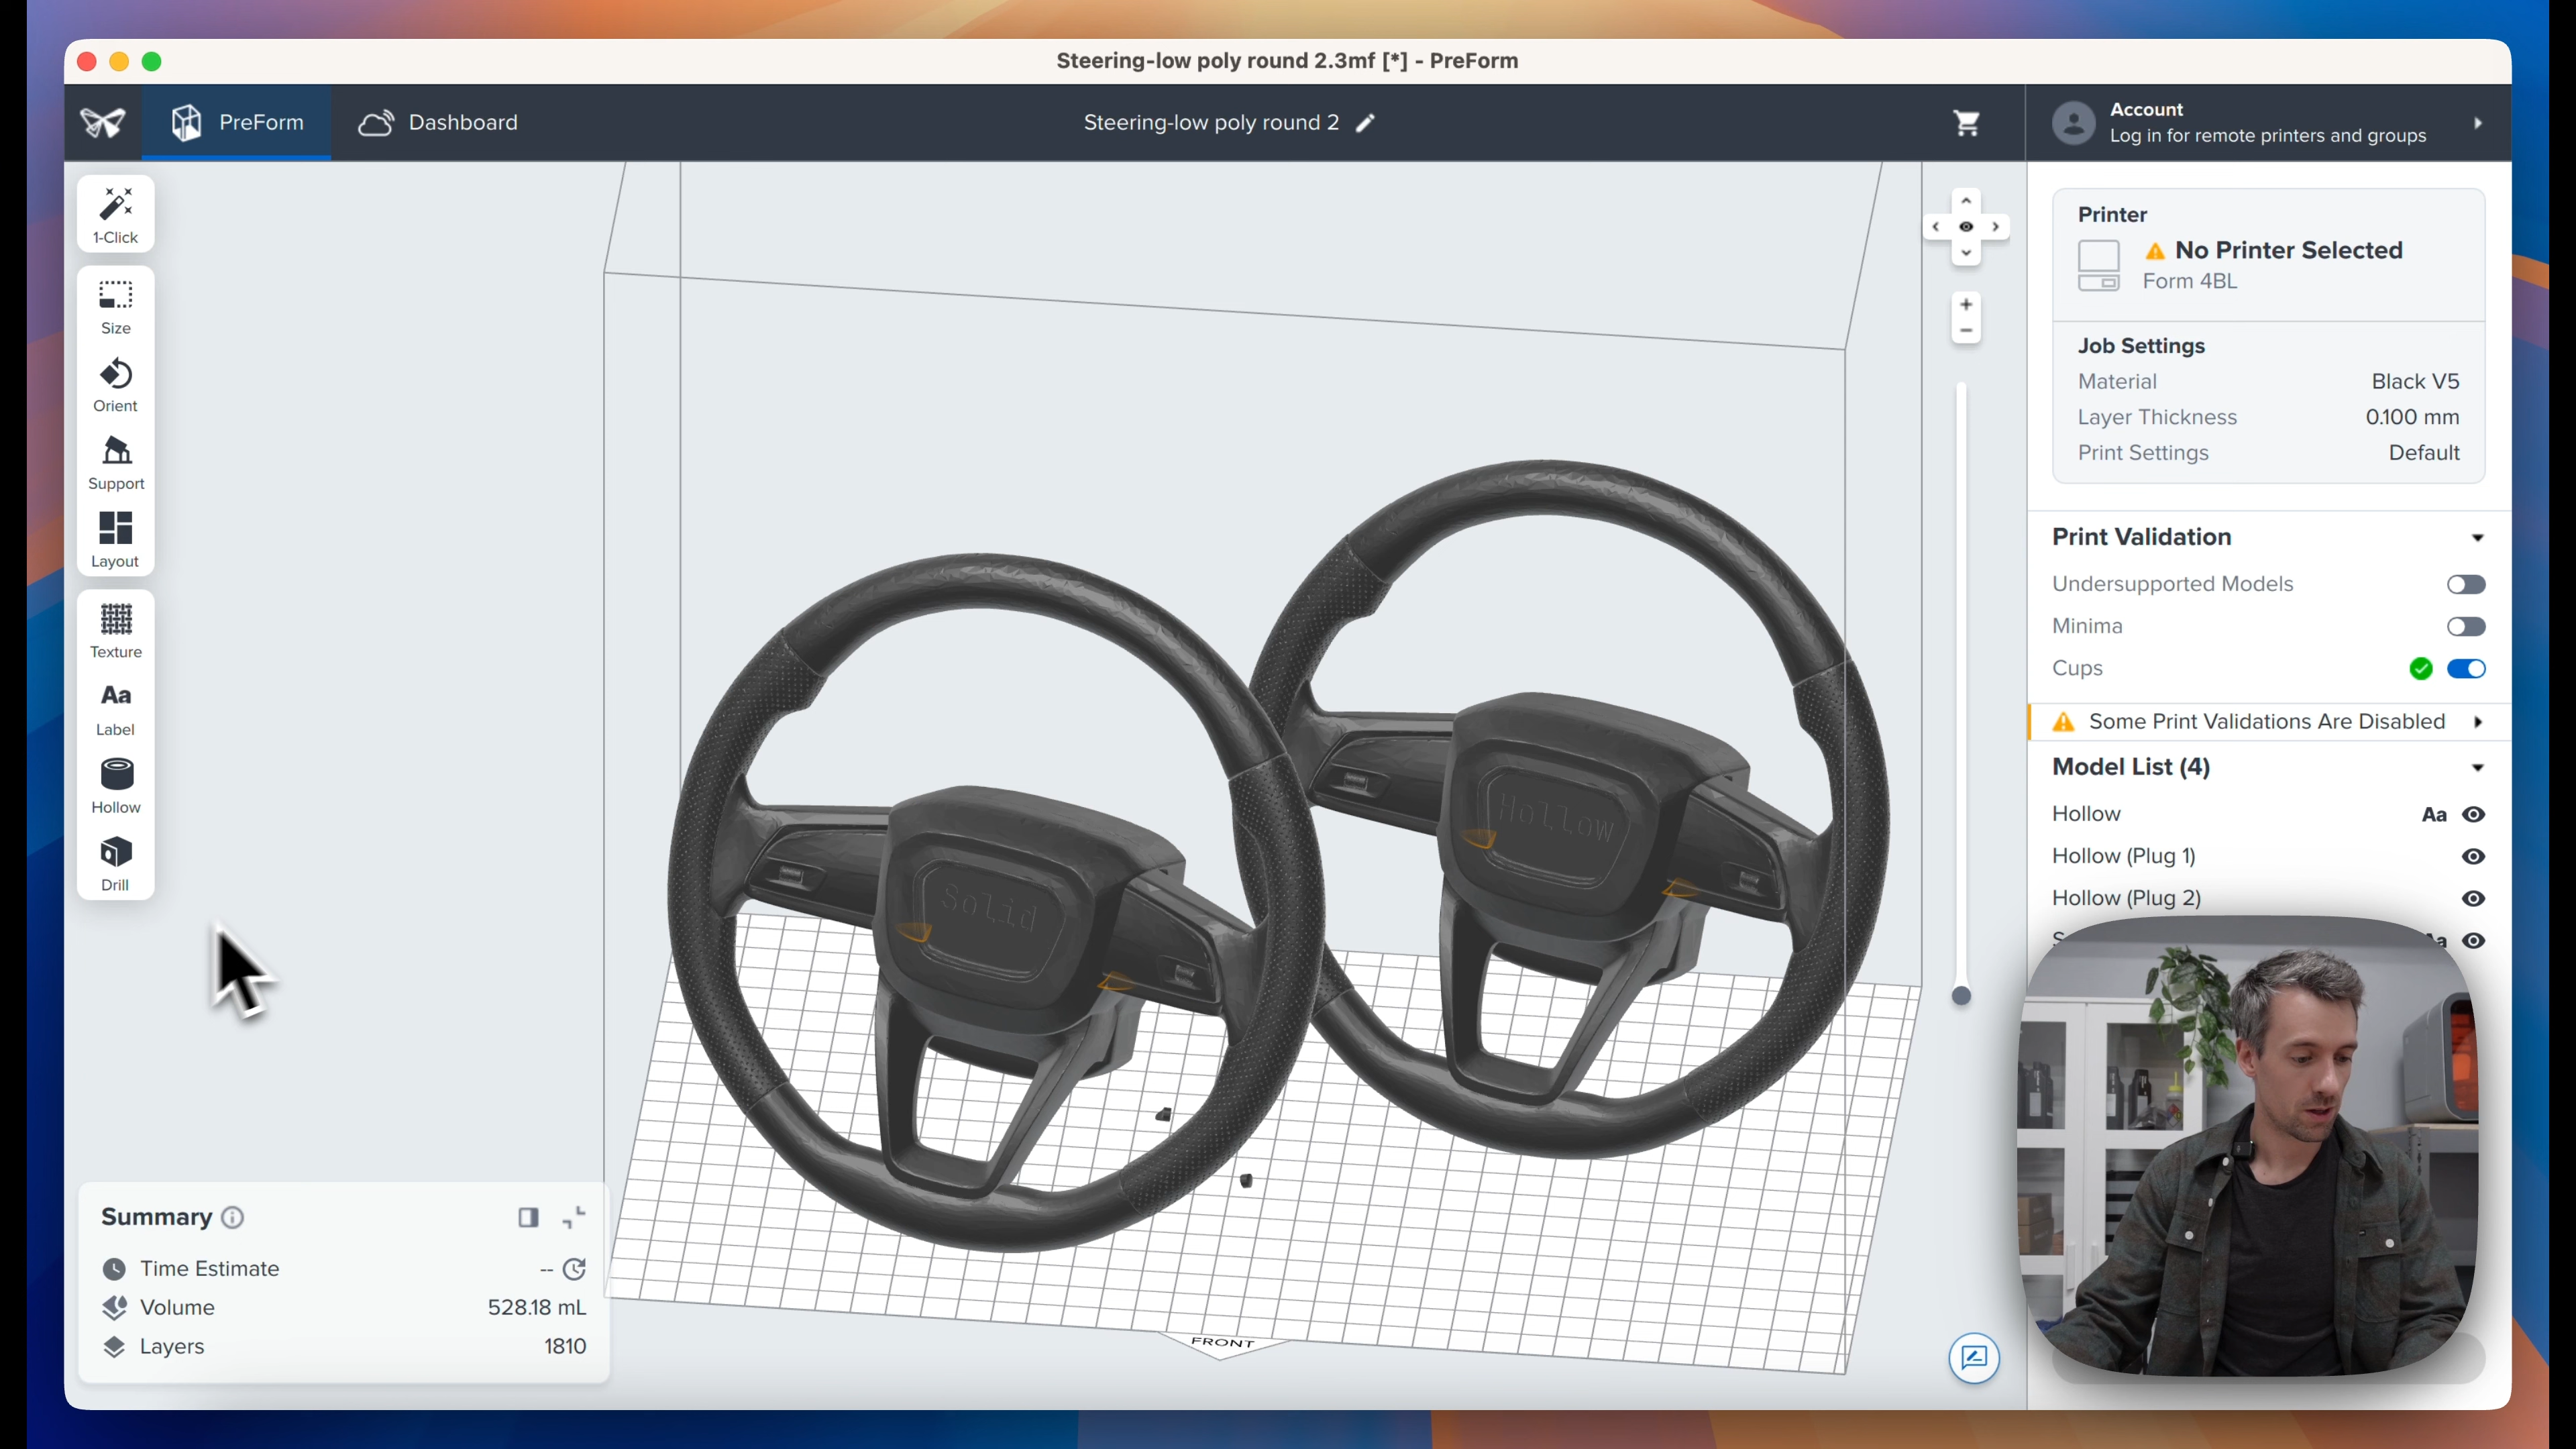 Steering-low poly round 2.3mf [*] - PreForm
PreForm
Dashboard
Steering-low poly round 2
Account
Log in for remote printers and groups
1-Click
Size
Orient
Support
Layout
Texture
Aa
Label
Hollow
Drill
Hollow
Solid
FRONT
Summary
Time Estimate --
Volume 528.18 mL
Layers 1810
Printer
No Printer Selected
Form 4BL
Job Settings
Material Black V5
Layer Thickness 0.100 mm
Print Settings Default
Print Validation
Undersupported Models
Minima
Cups
Some Print Validations Are Disabled
Model List (4)
Hollow Aa
Hollow (Plug 1)
Hollow (Plug 2)